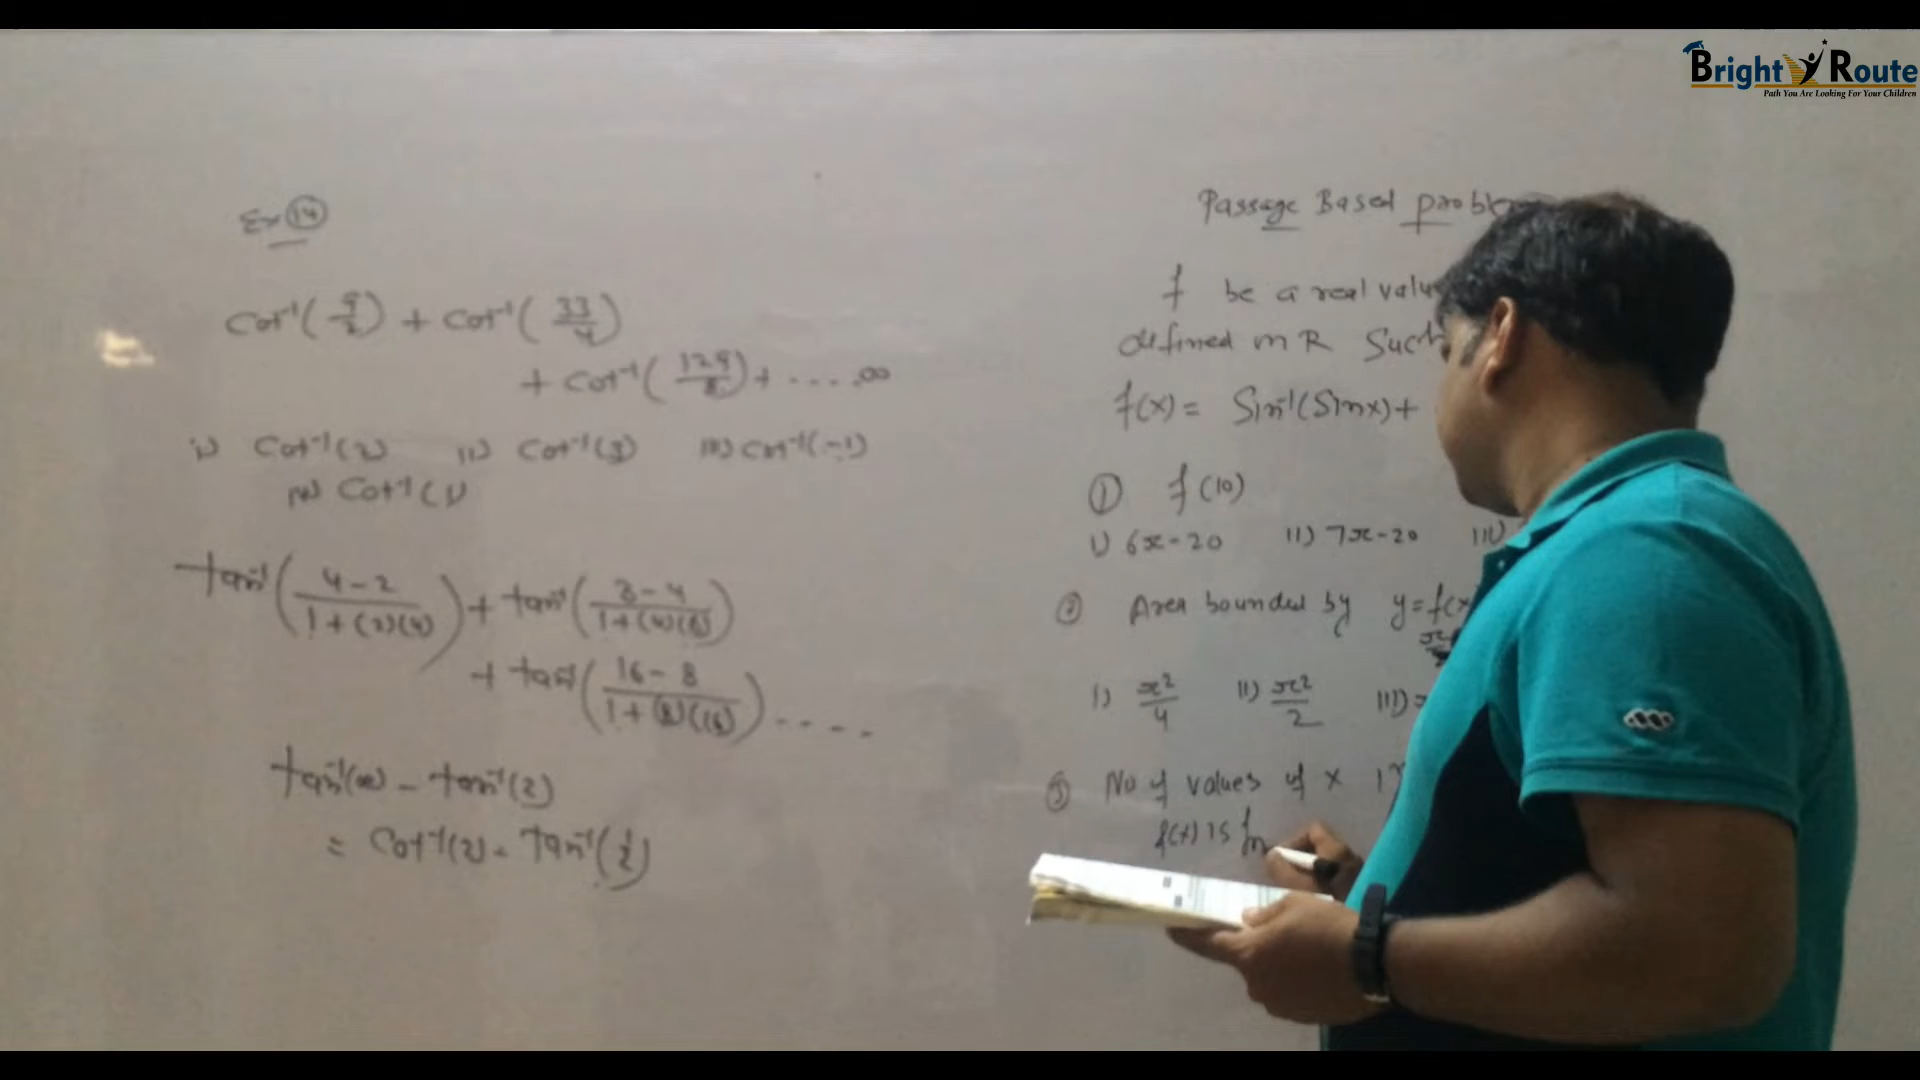 Bright Route
Path You Are Looking For Your Children
Ex 14
Cot⁻¹(9/2) + Cot⁻¹(33/4)
+ Cot⁻¹(129/8) + .....∞
i) Cot⁻¹(2) ii) Cot⁻¹(3) iii) Cot⁻¹(-1)
iv) Cot⁻¹(1)
tan⁻¹((4-2)/(1+(2)(4))) + tan⁻¹((8-4)/(1+(4)(8)))
+ tan⁻¹((16-8)/(1+(8)(16))) ....
tan⁻¹(∞) - tan⁻¹(2)
= Cot⁻¹(2) = Tan⁻¹(1/2)
Passage Based
f be a real
defined on R Such
f(x) = Sin⁻¹(Sinx)+
① f(10)
I) 6π-20 II) 7π-20 III)
② Area bounded by y=f(x
I) π²/4 II) π²/2 III)
③ No of values of x
f(x) is